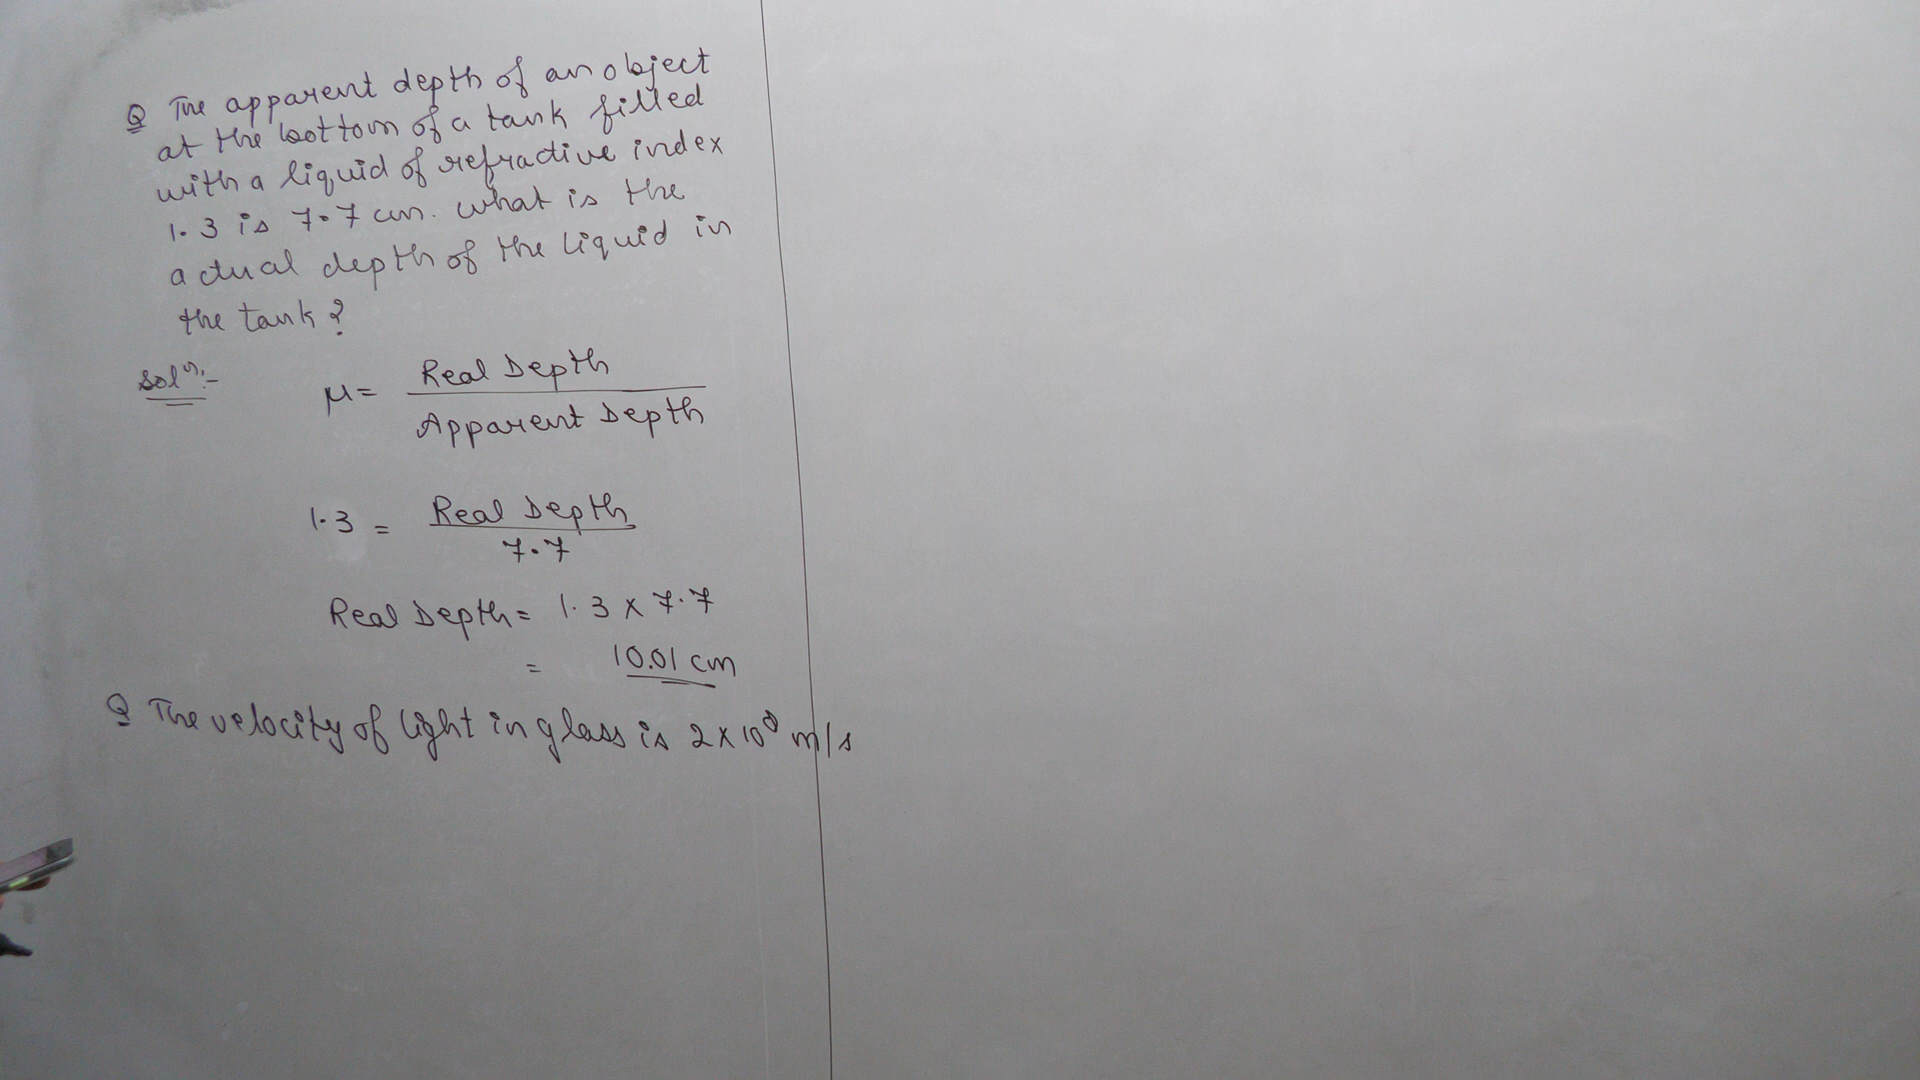 Q The apparent depth of an object
at the bottom of a tank filled
with a liquid of refractive index
1.3 is 7.7 cm. What is the
actual depth of the liquid in
the tank?
Solⁿ:-
μ = Real Depth
Apparent Depth
1.3 = Real Depth
7.7
Real Depth = 1.3 x 7.7
= 10.01 cm
Q The velocity of light in glass is 2 x 10⁸ m/s